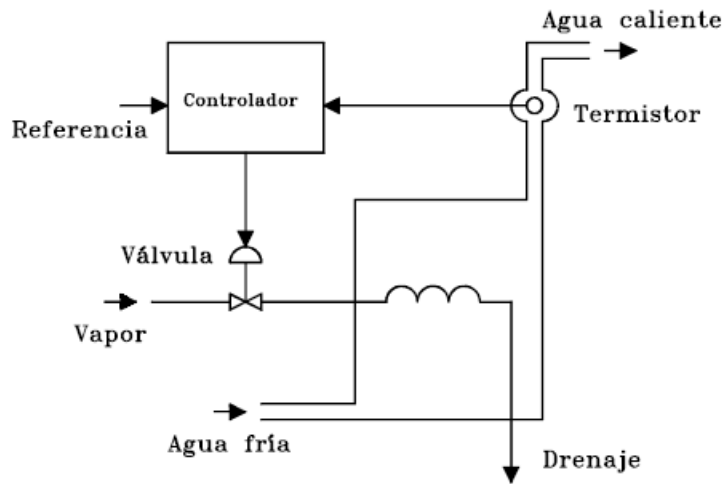 Agua caliente
Controlador
Referencia
Termistor
Válvula
Vapor
Agua fría
Drenaje